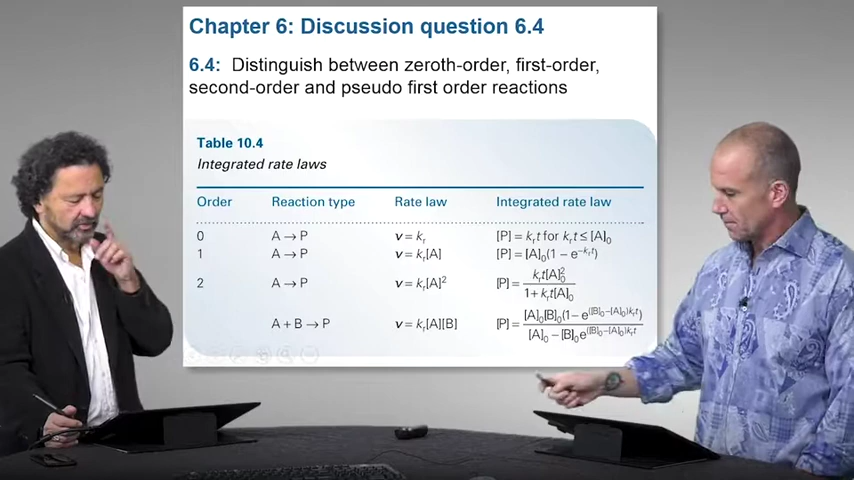 Chapter 6: Discussion question 6.4
6.4: Distinguish between zeroth-order, first-order,
second-order and pseudo first order reactions
Table 10.4
Integrated rate laws
Order Reaction type Rate law Integrated rate law
0 A → P v = kᵣ [P] = kᵣt for kᵣt ≤ [A]₀
1 A → P v = kᵣ[A] [P] = [A]₀(1 − e^(−kᵣt))
2 A → P v = kᵣ[A]² [P] = kᵣt[A]₀² / (1 + kᵣt[A]₀)
A + B → P v = kᵣ[A][B] [P] = [A]₀[B]₀(1 − e^(([B]₀−[A]₀)kᵣt)) / ([A]₀ − [B]₀e^(([B]₀−[A]₀)kᵣt))